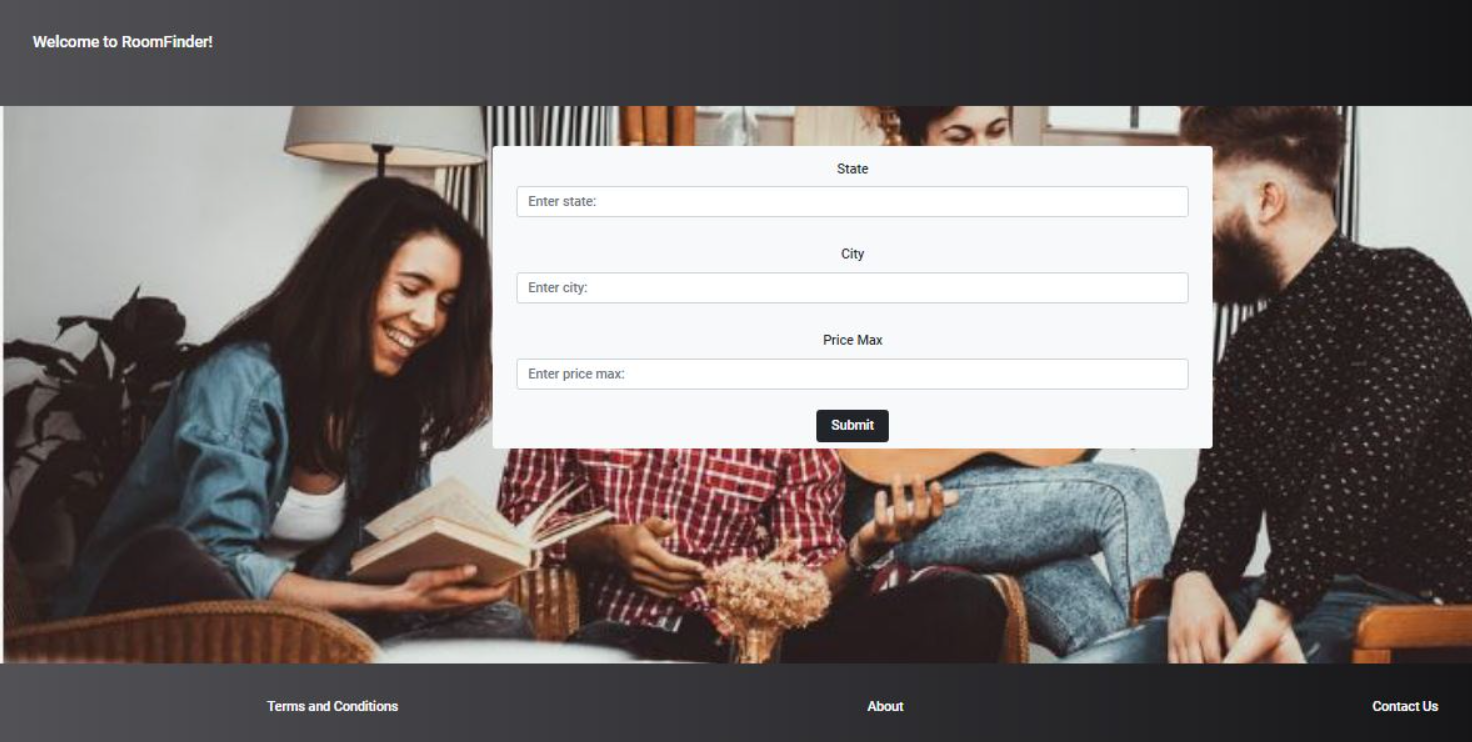 Welcome to RoomFinder!
State
Enter state:
City
Enter city:
Price Max
Enter price max:
Submit
Terms and Conditions
About
Contact Us